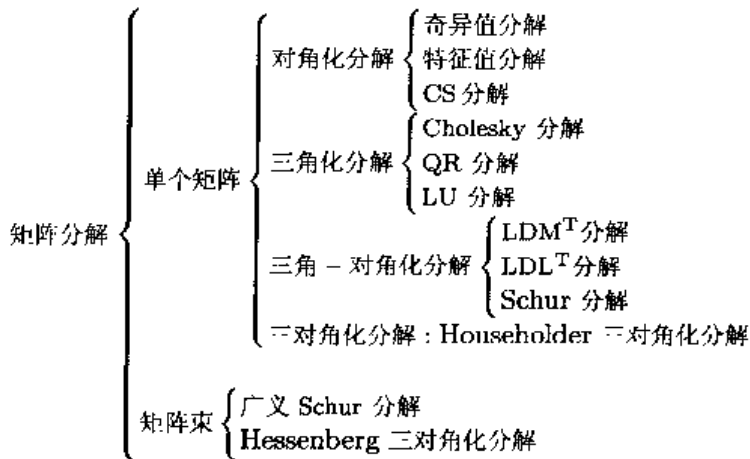 奇异值分解
对角化分解 特征值分解
CS 分解
Cholesky 分解
单个矩阵 三角化分解 QR 分解
LU 分解
矩阵分解
LDM^T分解
三角 – 对角化分解 LDL^T分解
Schur 分解
三对角化分解 : Householder 三对角化分解
矩阵束 广义 Schur 分解
Hessenberg 三对角化分解